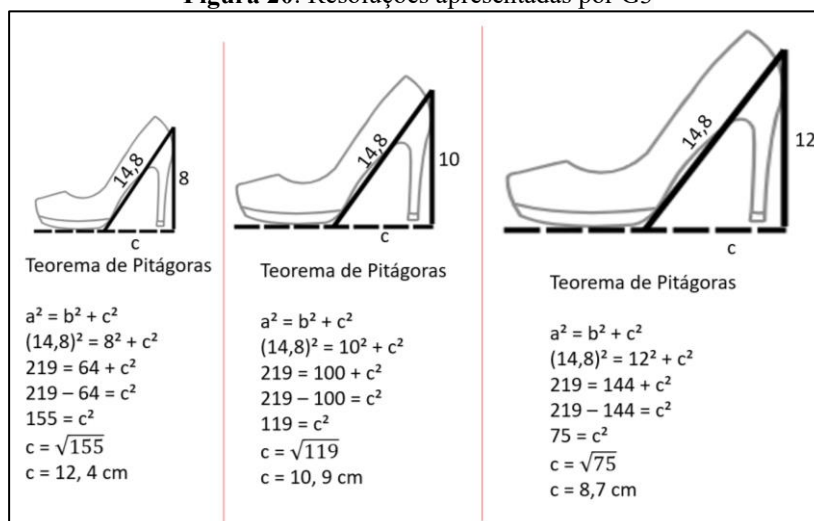 Figura 20: Resoluções apresentadas por G5
14,8
8
c
Teorema de Pitágoras
a² = b² + c²
(14,8)² = 8² + c²
219 = 64 + c²
219 – 64 = c²
155 = c²
c = √155
c = 12, 4 cm
14,8
10
c
Teorema de Pitágoras
a² = b² + c²
(14,8)² = 10² + c²
219 = 100 + c²
219 – 100 = c²
119 = c²
c = √119
c = 10, 9 cm
14,8
12
c
Teorema de Pitágoras
a² = b² + c²
(14,8)² = 12² + c²
219 = 144 + c²
219 – 144 = c²
75 = c²
c = √75
c = 8,7 cm